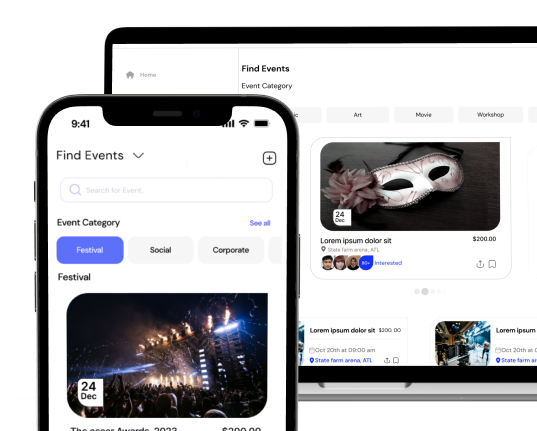 Home
Find Events
Event Category
Art
Movie
Workshop
24
Dec
Lorem ipsum dolor sit
$200.00
State farm arena, ATL
80+
Interested
Lorem ipsum dolor sit
$200.00
Oct 20th at 09:00 am
State farm arena, ATL
Lorem ipsum
Oct 20th at
State farm
9:41
Find Events
Search for Event.
Event Category
See all
Festival
Social
Corporate
Festival
24
Dec
The oscar Awards, 2023
$200.00